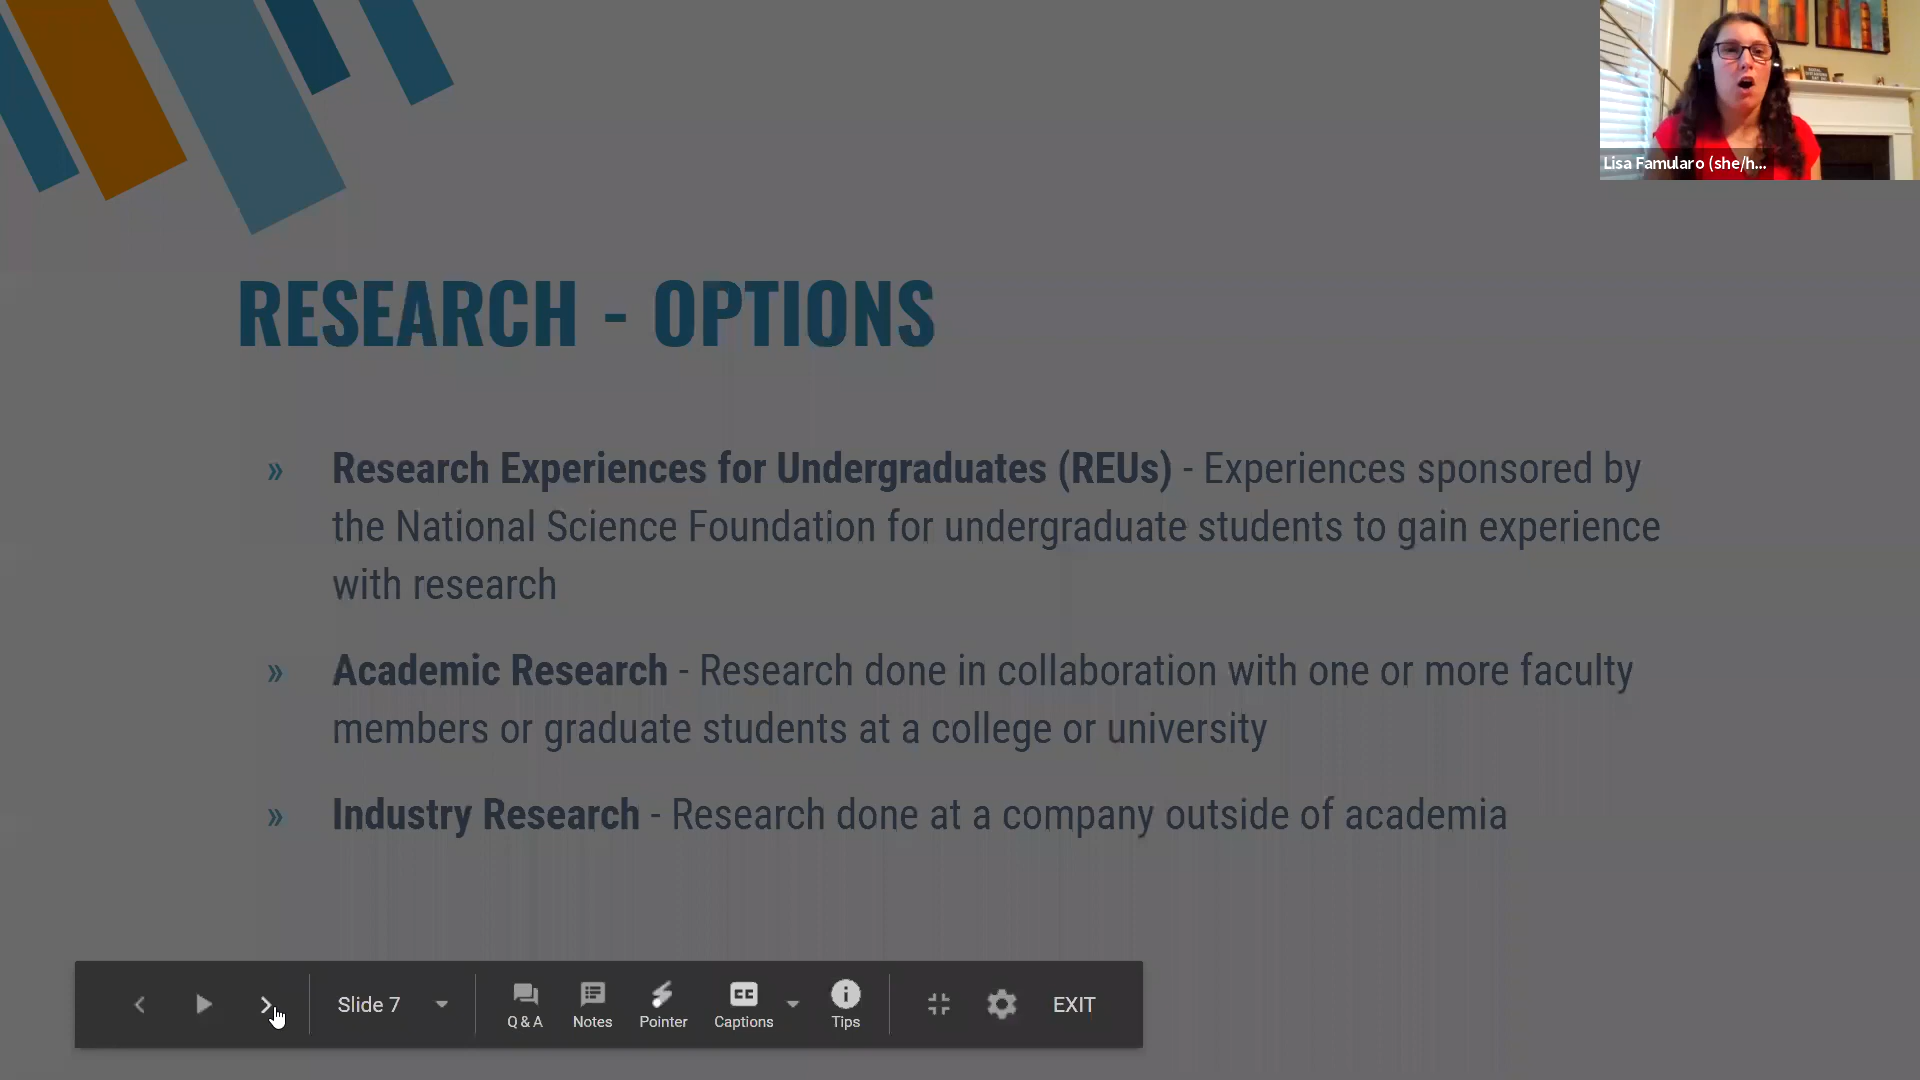 Lisa Famularo (she/h...
RESEARCH - OPTIONS
» Research Experiences for Undergraduates (REUs) - Experiences sponsored by
the National Science Foundation for undergraduate students to gain experience
with research
» Academic Research - Research done in collaboration with one or more faculty
members or graduate students at a college or university
» Industry Research - Research done at a company outside of academia
Slide 7
Q & A
Notes
Pointer
CC
Captions
Tips
EXIT